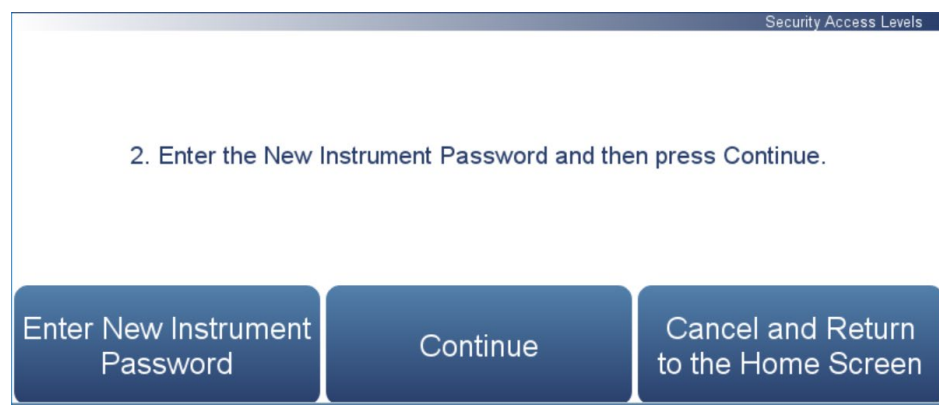 Security Access Levels
2. Enter the New Instrument Password and then press Continue.
Enter New Instrument
Password
Continue
Cancel and Return
to the Home Screen